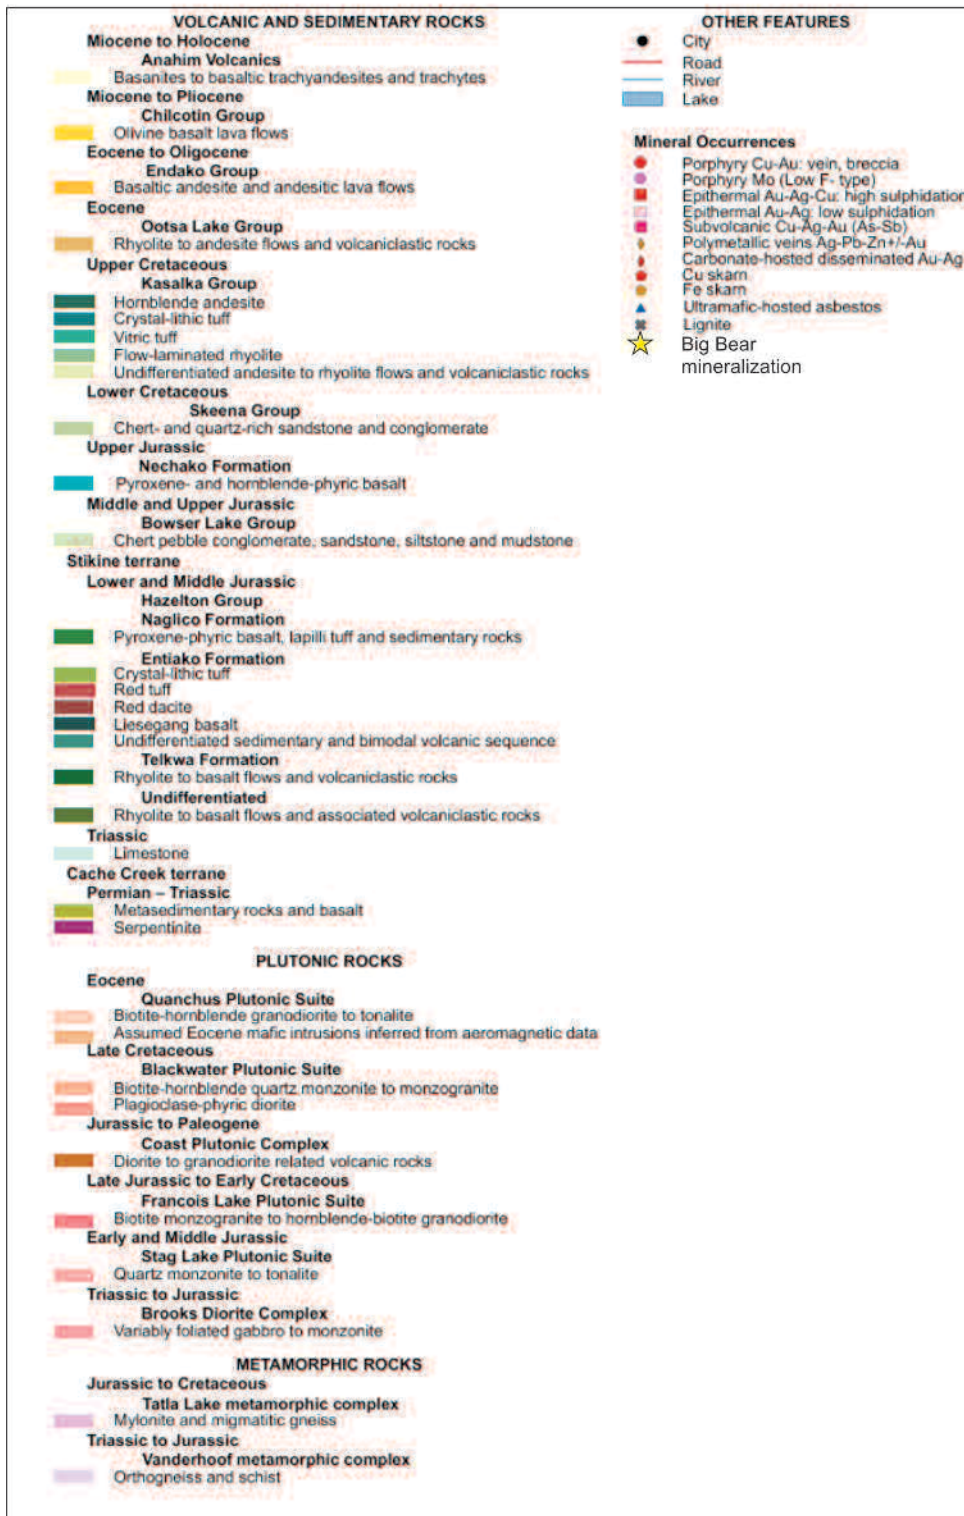 VOLCANIC AND SEDIMENTARY ROCKS
Miocene to Holocene
Anahim Volcanics
Basanites to basaltic trachyandesites and trachytes
Miocene to Pliocene
Chilcotin Group
Olivine basalt lava flows
Eocene to Oligocene
Endako Group
Basaltic andesite and andesitic lava flows
Eocene
Ootsa Lake Group
Rhyolite to andesite flows and volcaniclastic rocks
Upper Cretaceous
Kasalka Group
Hornblende andesite
Crystal-lithic tuff
Vitric tuff
Flow-laminated rhyolite
Undifferentiated andesite to rhyolite flows and volcaniclastic rocks
Lower Cretaceous
Skeena Group
Chert- and quartz-rich sandstone and conglomerate
Upper Jurassic
Nechako Formation
Pyroxene- and hornblende-phyric basalt
Middle and Upper Jurassic
Bowser Lake Group
Chert pebble conglomerate, sandstone, siltstone and mudstone
Stikine terrane
Lower and Middle Jurassic
Hazelton Group
Naglico Formation
Pyroxene-phyric basalt, lapilli tuff and sedimentary rocks
Entiako Formation
Crystal-lithic tuff
Red tuff
Red dacite
Liesegang basalt
Undifferentiated sedimentary and bimodal volcanic sequence
Telkwa Formation
Rhyolite to basalt flows and volcaniclastic rocks
Undifferentiated
Rhyolite to basalt flows and associated volcaniclastic rocks
Triassic
Limestone
Cache Creek terrane
Permian – Triassic
Metasedimentary rocks and basalt
Serpentinite
PLUTONIC ROCKS
Eocene
Quanchus Plutonic Suite
Biotite-hornblende granodiorite to tonalite
Assumed Eocene mafic intrusions inferred from aeromagnetic data
Late Cretaceous
Blackwater Plutonic Suite
Biotite-hornblende quartz monzonite to monzogranite
Plagioclase-phyric diorite
Jurassic to Paleogene
Coast Plutonic Complex
Diorite to granodiorite related volcanic rocks
Late Jurassic to Early Cretaceous
Francois Lake Plutonic Suite
Biotite monzogranite to hornblende-biotite granodiorite
Early and Middle Jurassic
Stag Lake Plutonic Suite
Quartz monzonite to tonalite
Triassic to Jurassic
Brooks Diorite Complex
Variably foliated gabbro to monzonite
METAMORPHIC ROCKS
Jurassic to Cretaceous
Tatla Lake metamorphic complex
Mylonite and migmatitic gneiss
Triassic to Jurassic
Vanderhoof metamorphic complex
Orthogneiss and schist
OTHER FEATURES
City
Road
River
Lake
Mineral Occurrences
Porphyry Cu-Au: vein, breccia
Porphyry Mo (Low F- type)
Epithermal Au-Ag-Cu: high sulphidation
Epithermal Au-Ag: low sulphidation
Subvolcanic Cu-Ag-Au (As-Sb)
Polymetallic veins Ag-Pb-Zn+/-Au
Carbonate-hosted disseminated Au-Ag
Cu skarn
Fe skarn
Ultramafic-hosted asbestos
Lignite
Big Bear
mineralization